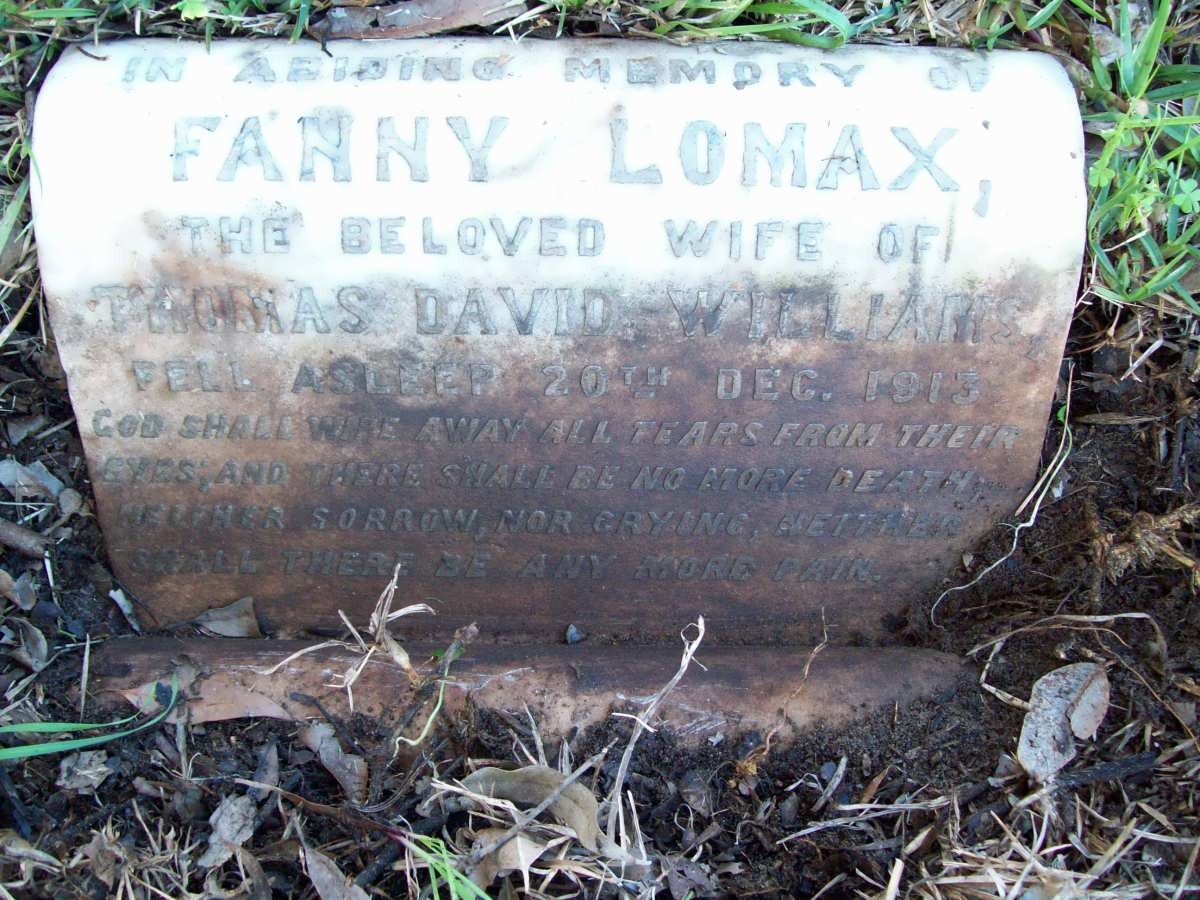 IN ABIDING MEMORY OF
FANNY LOMAX,
THE BELOVED WIFE OF
THOMAS DAVID WILLIAMS,
FELL ASLEEP 20TH DEC. 1913
GOD SHALL WIPE AWAY ALL TEARS FROM THEIR
EYES; AND THERE SHALL BE NO MORE DEATH,
NEITHER SORROW, NOR CRYING, NEITHER
SHALL THERE BE ANY MORE PAIN.